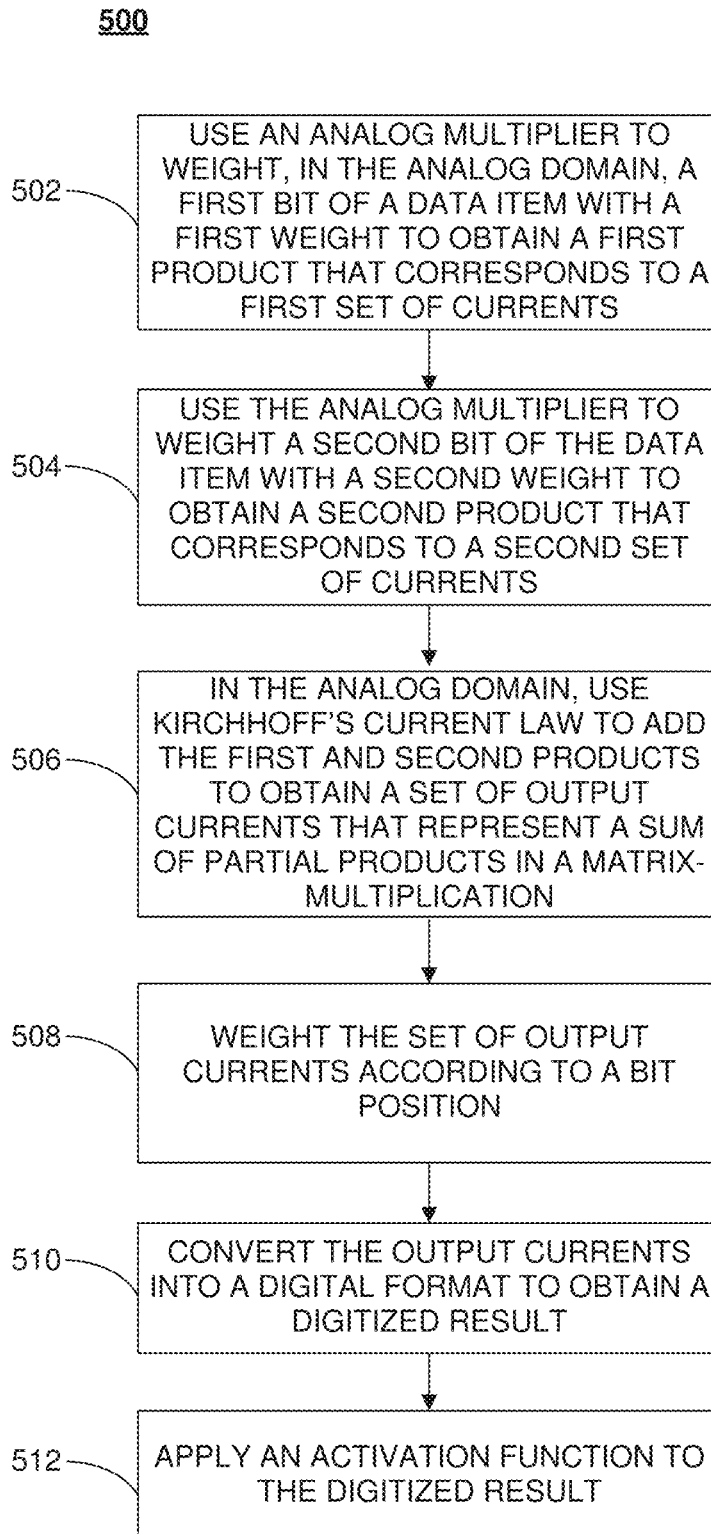 500
502
USE AN ANALOG MULTIPLIER TO
WEIGHT, IN THE ANALOG DOMAIN, A
FIRST BIT OF A DATA ITEM WITH A
FIRST WEIGHT TO OBTAIN A FIRST
PRODUCT THAT CORRESPONDS TO A
FIRST SET OF CURRENTS
504
USE THE ANALOG MULTIPLIER TO
WEIGHT A SECOND BIT OF THE DATA
ITEM WITH A SECOND WEIGHT TO
OBTAIN A SECOND PRODUCT THAT
CORRESPONDS TO A SECOND SET
OF CURRENTS
506
IN THE ANALOG DOMAIN, USE
KIRCHHOFF'S CURRENT LAW TO ADD
THE FIRST AND SECOND PRODUCTS
TO OBTAIN A SET OF OUTPUT
CURRENTS THAT REPRESENT A SUM
OF PARTIAL PRODUCTS IN A MATRIX-
MULTIPLICATION
508
WEIGHT THE SET OF OUTPUT
CURRENTS ACCORDING TO A BIT
POSITION
510
CONVERT THE OUTPUT CURRENTS
INTO A DIGITAL FORMAT TO OBTAIN A
DIGITIZED RESULT
512
APPLY AN ACTIVATION FUNCTION TO
THE DIGITIZED RESULT